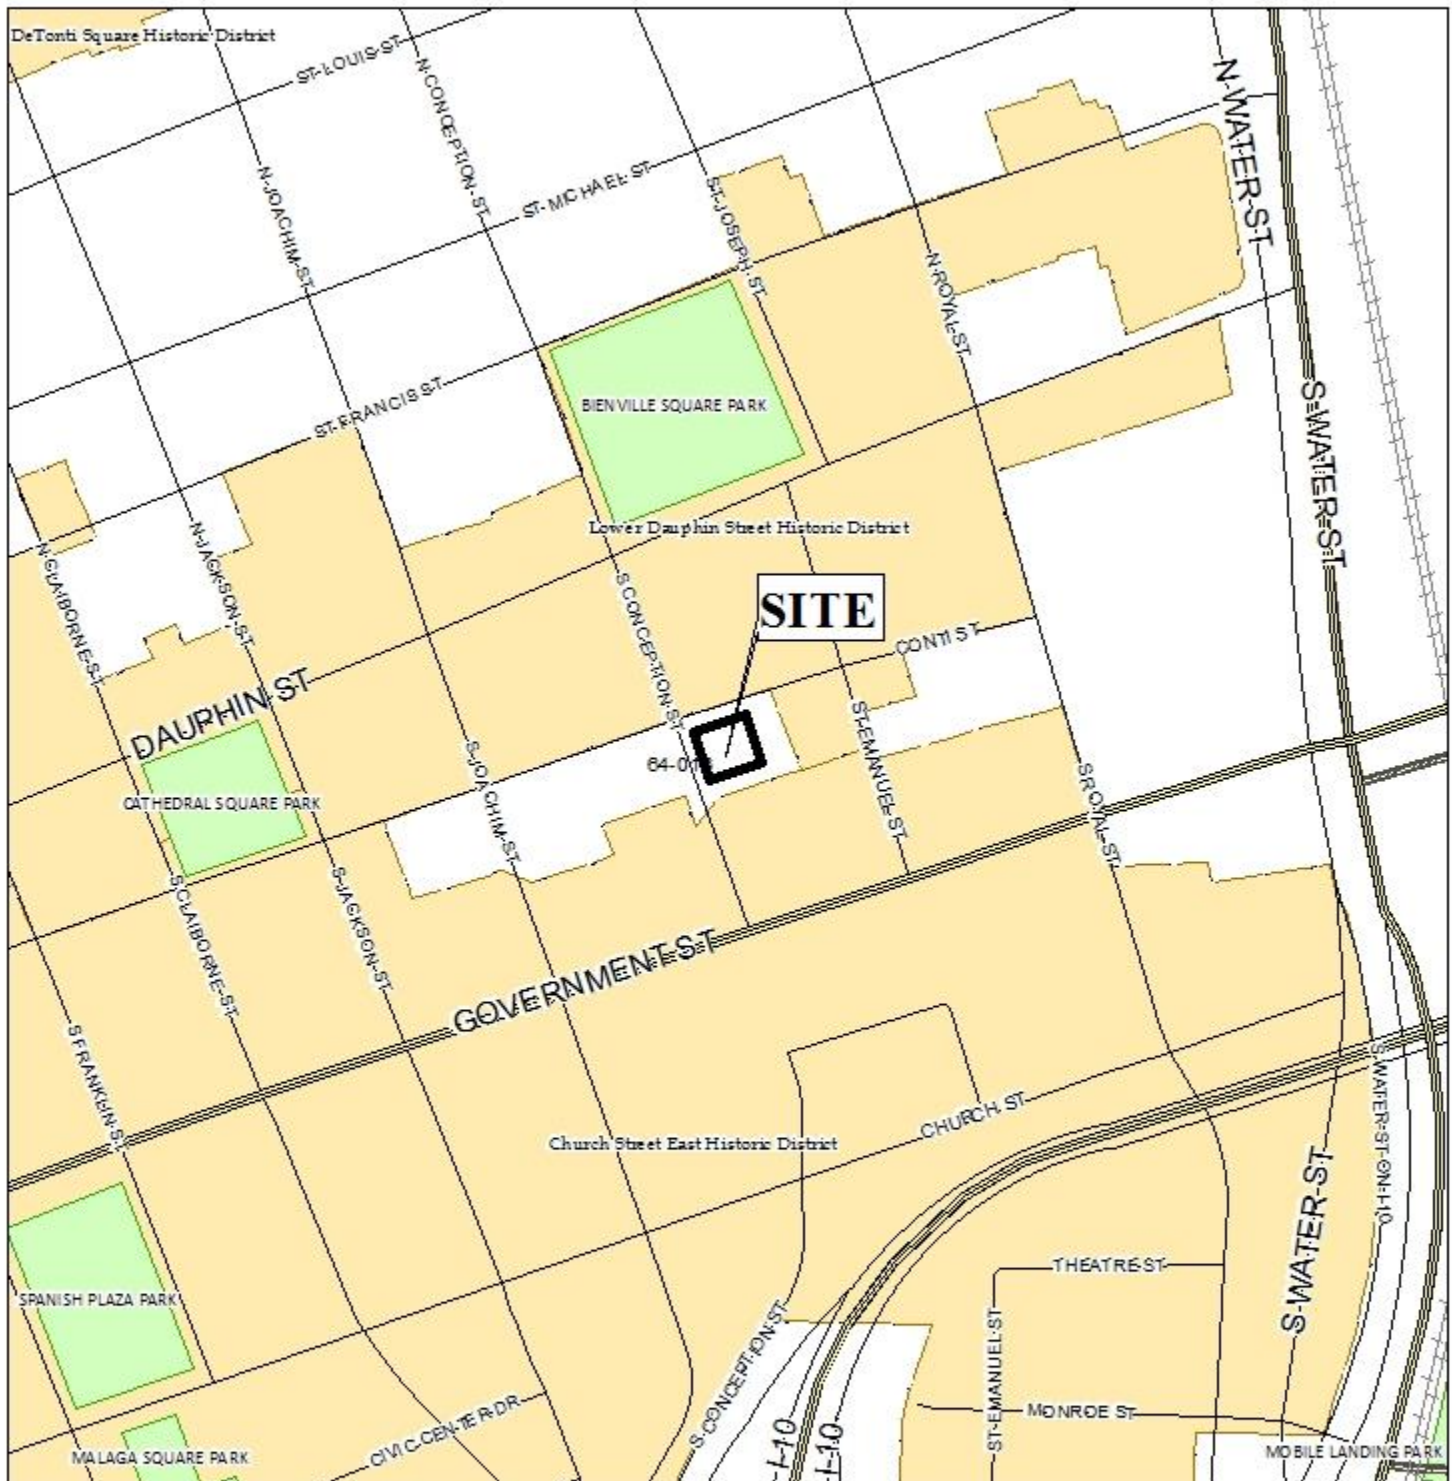 DeTonti Square Historic District
ST LOUIS ST
N CONCEPTION ST
N WATER ST
N JOACHIM ST
ST MICHAEL ST
ST JOSEPH ST
N ROYAL ST
ST FRANCIS ST
BIENVILLE SQUARE PARK
S WATER ST
Lower Dauphin Street Historic District
N CLAIBORNE ST
N JACKSON ST
S CONCEPTION ST
SITE
CONTI ST
DAUPHIN ST
ST EMANUEL ST
S JOACHIM ST
64-01
CATHEDRAL SQUARE PARK
S ROYAL ST
S CLAIBORNE ST
S JACKSON ST
GOVERNMENT ST
S FRANKLIN ST
CHURCH ST
Church Street East Historic District
S WATER ST ON I-10
S WATER ST
THEATRE ST
SPANISH PLAZA PARK
S CONCEPTION ST
ST EMANUEL ST
MONROE ST
CIVIC CENTER DR
I-10
I-10
MALAGA SQUARE PARK
MOBILE LANDING PARK